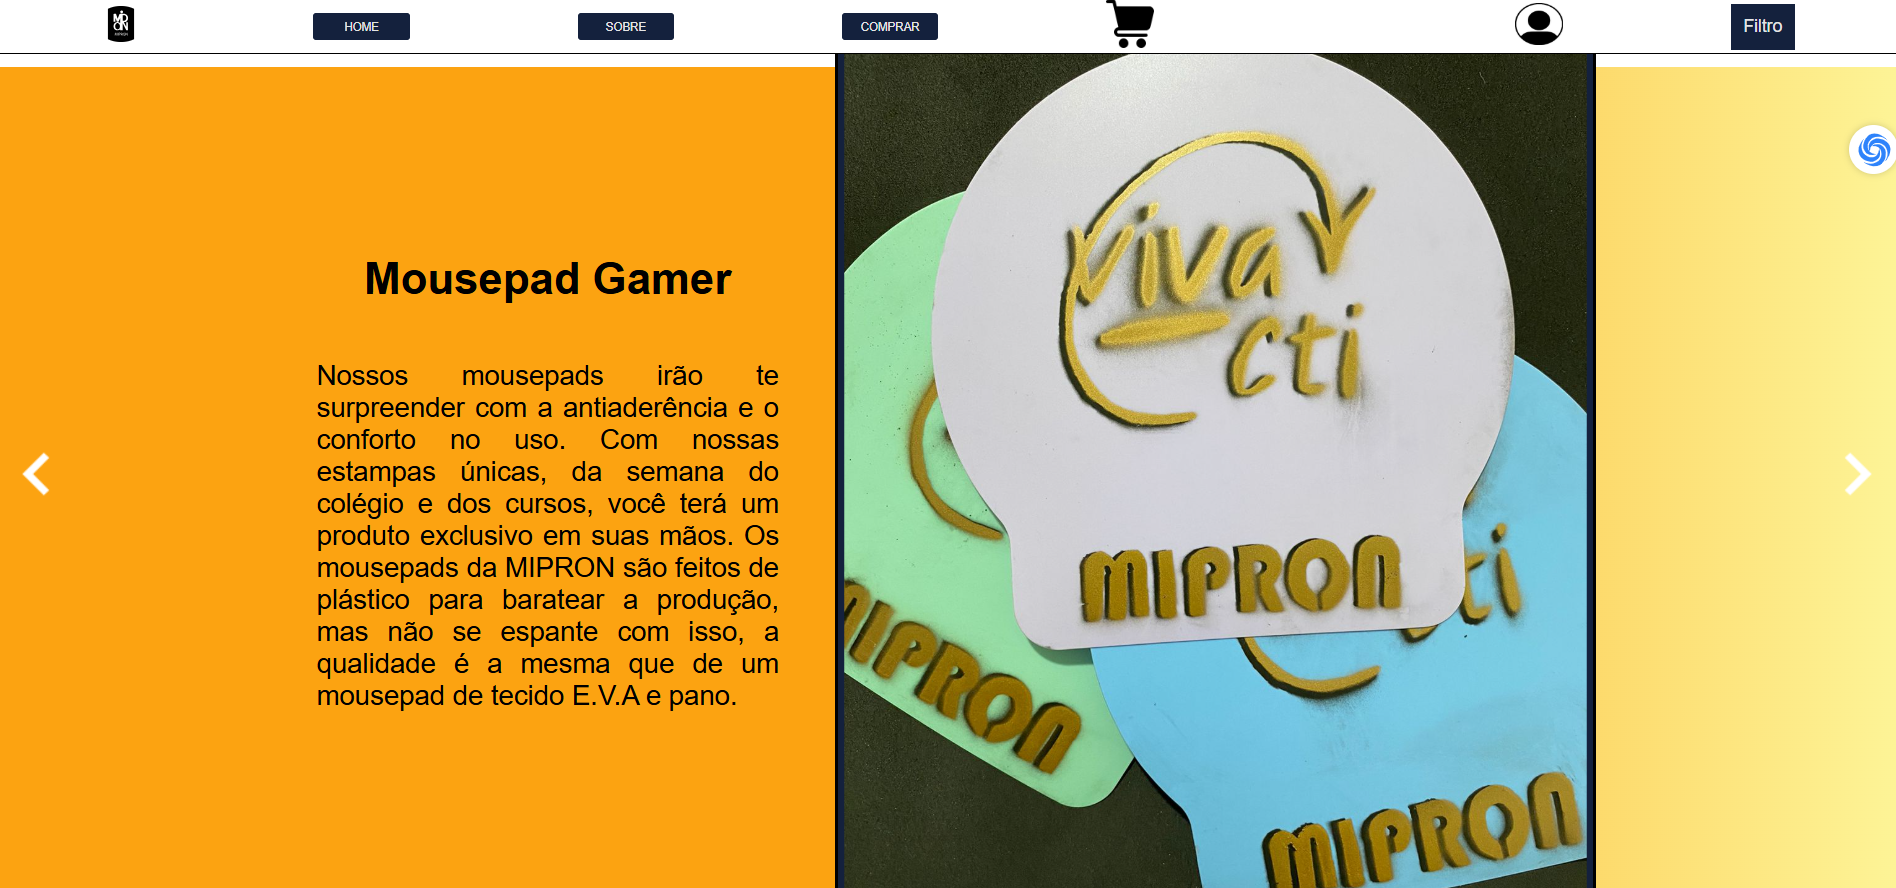 HOME
SOBRE
COMPRAR
Filtro
Mousepad Gamer
Nossos mousepads irão te
surpreender com a antiaderência e o
conforto no uso. Com nossas
estampas únicas, da semana do
colégio e dos cursos, você terá um
produto exclusivo em suas mãos. Os
mousepads da MIPRON são feitos de
plástico para baratear a produção,
mas não se espante com isso, a
qualidade é a mesma que de um
mousepad de tecido E.V.A e pano.
viva
cti
MIPRON
MIPRON
cti
MIPRON